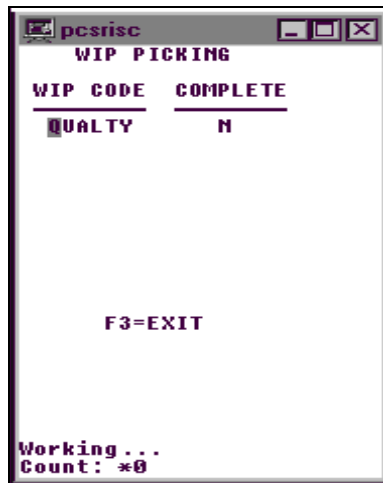 pcsrisc
WIP PICKING
WIP CODE COMPLETE
QUALTY N
F3=EXIT
Working...
Count: *0